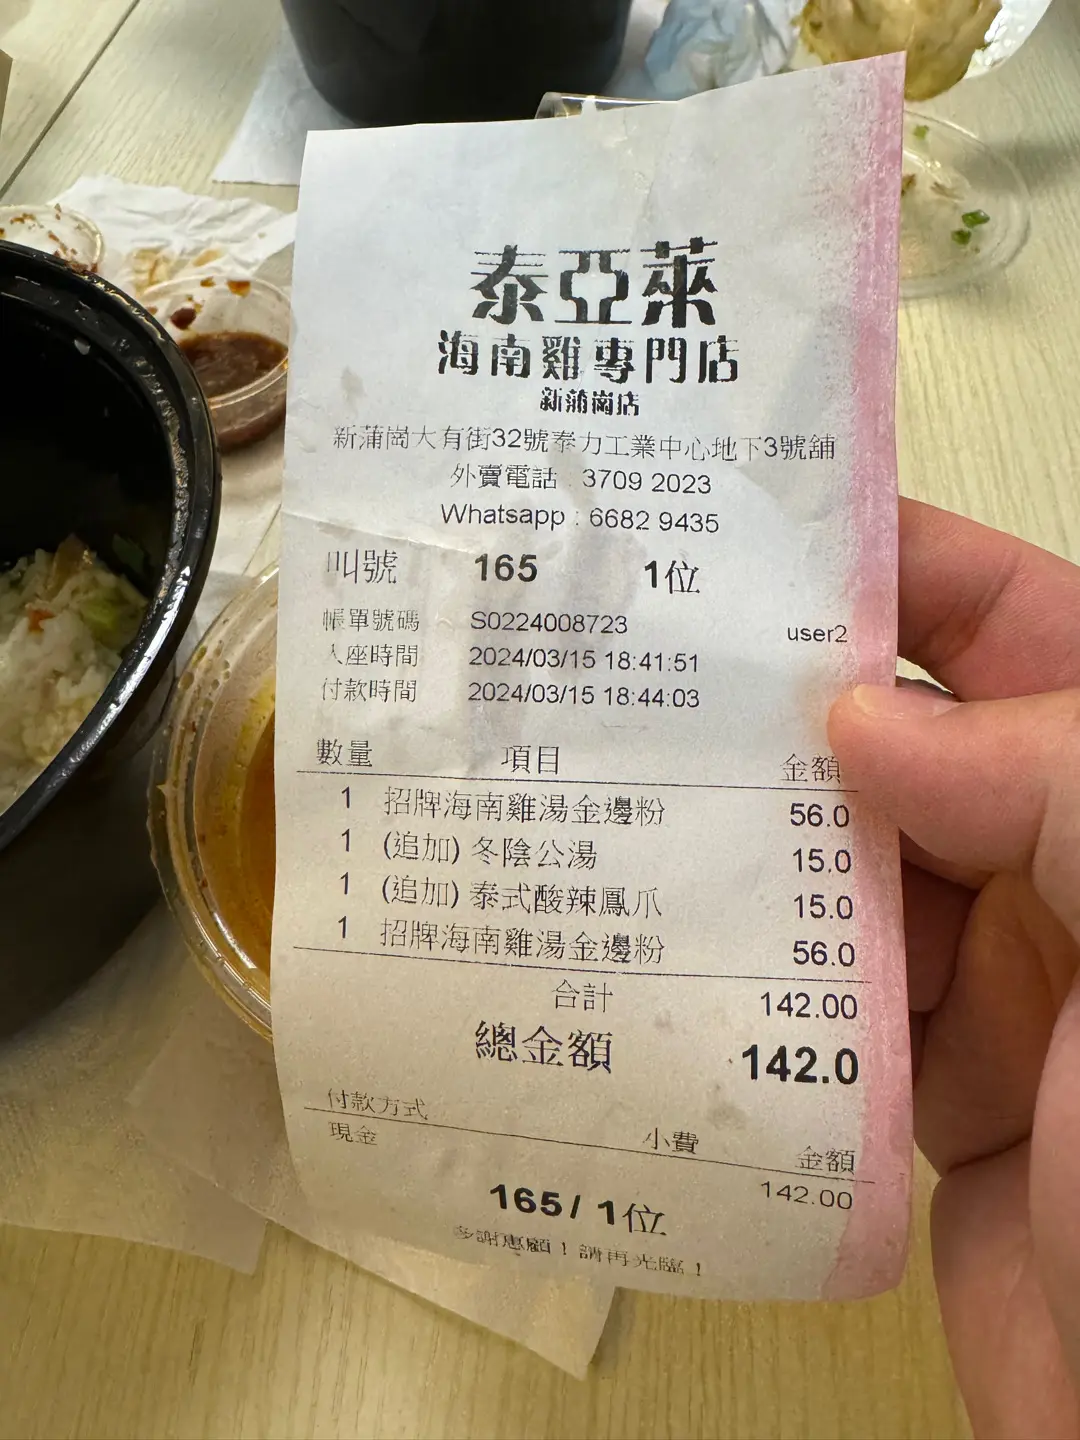 泰亞萊
海南雞專門店
新蒲崗店
新蒲崗大有街32號泰力工業中心地下3號舖
外賣電話 : 3709 2023
Whatsapp : 6682 9435
叫號 165 1位
帳單號碼 S0224008723 user2
入座時間 2024/03/15 18:41:51
付款時間 2024/03/15 18:44:03
數量 項目 金額
1 招牌海南雞湯金邊粉 56.0
1 (追加) 冬陰公湯 15.0
1 (追加) 泰式酸辣鳳爪 15.0
1 招牌海南雞湯金邊粉 56.0
合計 142.00
總金額 142.0
付款方式 小費 金額
現金 142.00
165/ 1位
多謝惠顧！請再光臨！